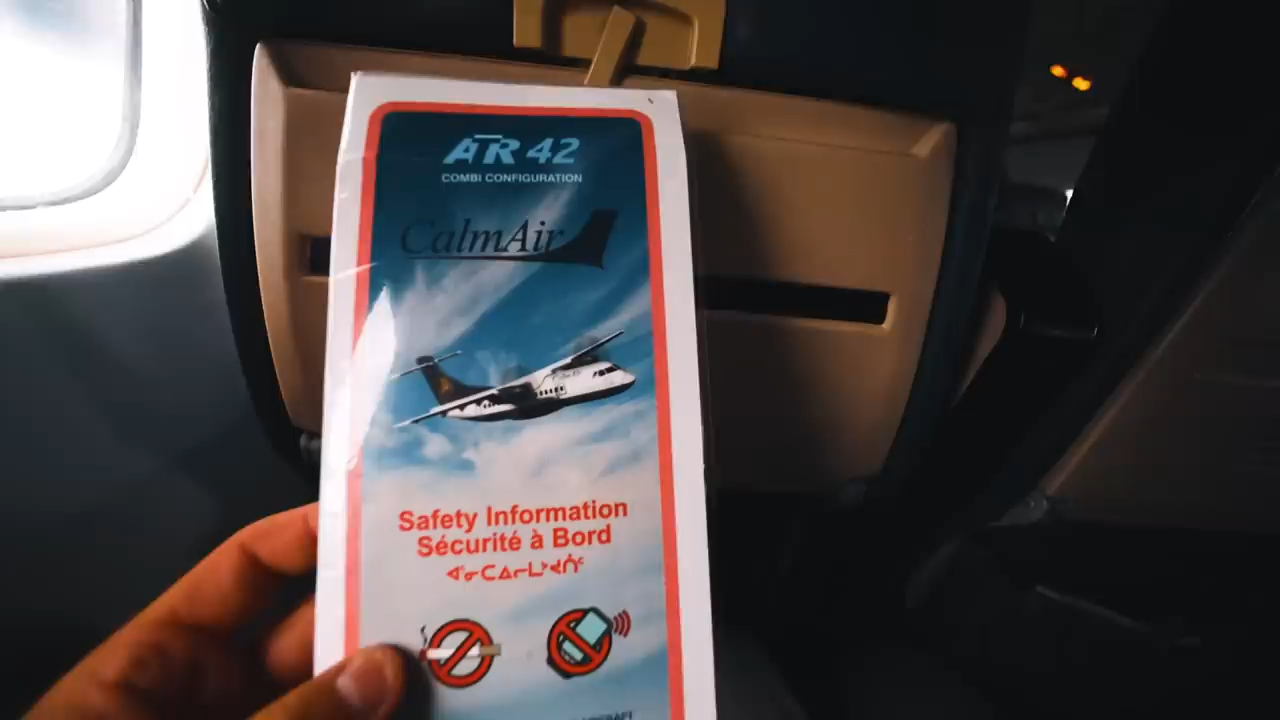 ATR 42
COMBI CONFIGURATION
CalmAir
Safety Information
Sécurité à Bord